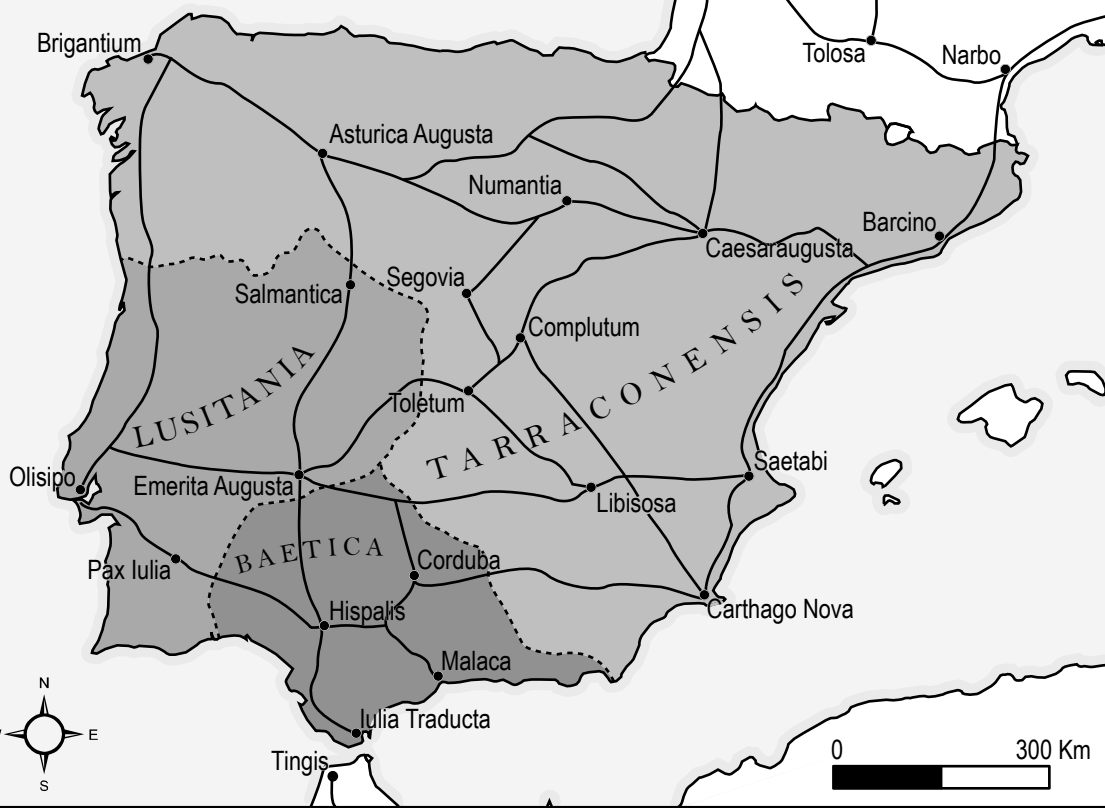 Brigantium
Tolosa
Narbo
Asturica Augusta
Numantia
Barcino
Caesaraugusta
Segovia
Salmantica
Complutum
TARRACONENSIS
LUSITANIA
Toletum
Saetabi
Olisipo
Emerita Augusta
Libisosa
BAETICA
Corduba
Pax Iulia
Hispalis
Carthago Nova
Malaca
N
E
S
Iulia Traducta
Tingis
0 300 Km